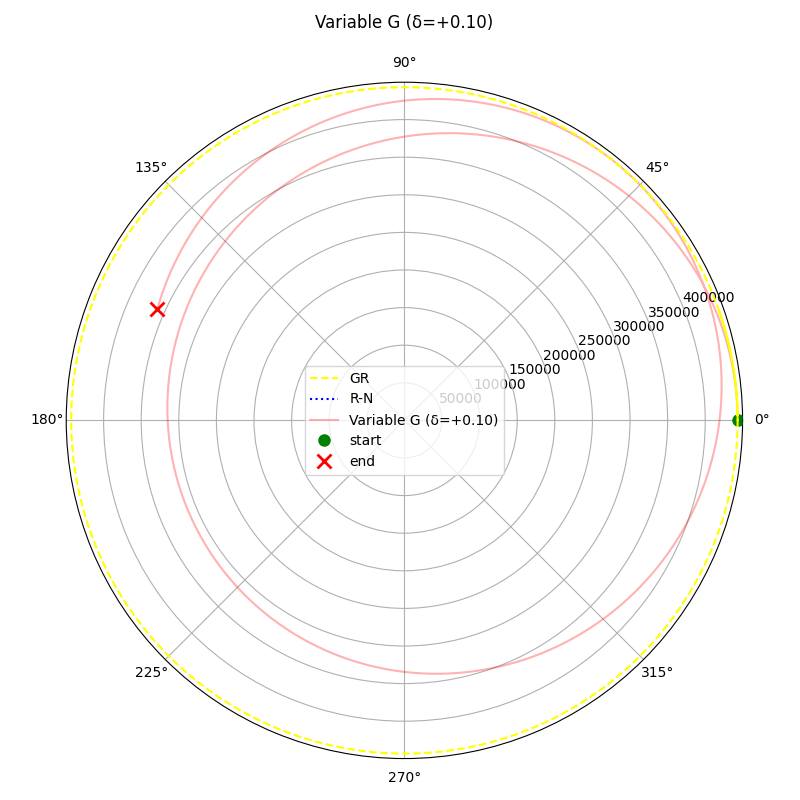 Variable G (δ=+0.10)
90°
135°
45°
400000
350000
300000
250000
200000
150000
100000
50000
180°
0°
GR
R-N
Variable G (δ=+0.10)
start
end
225°
315°
270°